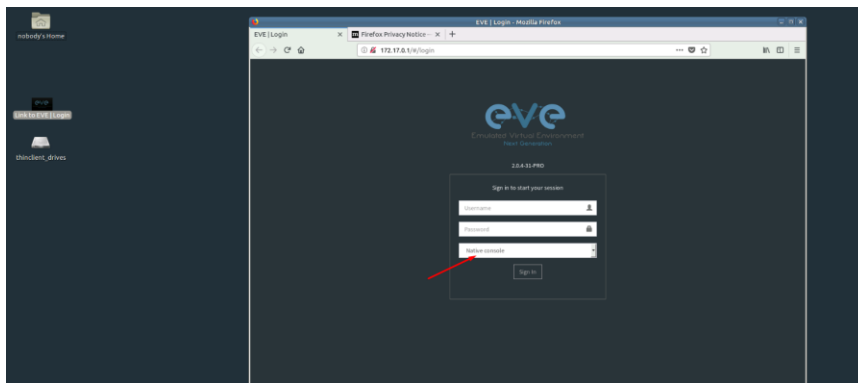 nobody's Home
eve
Link to EVE | Login
thinclient_drives
EVE | Login - Mozilla Firefox
EVE | Login
Firefox Privacy Notice
172.17.0.1/#/login
eve
Emulated Virtual Environment
Next Generation
2.0.4-31-PRO
Sign in to start your session
Username
Password
Native console
Sign In